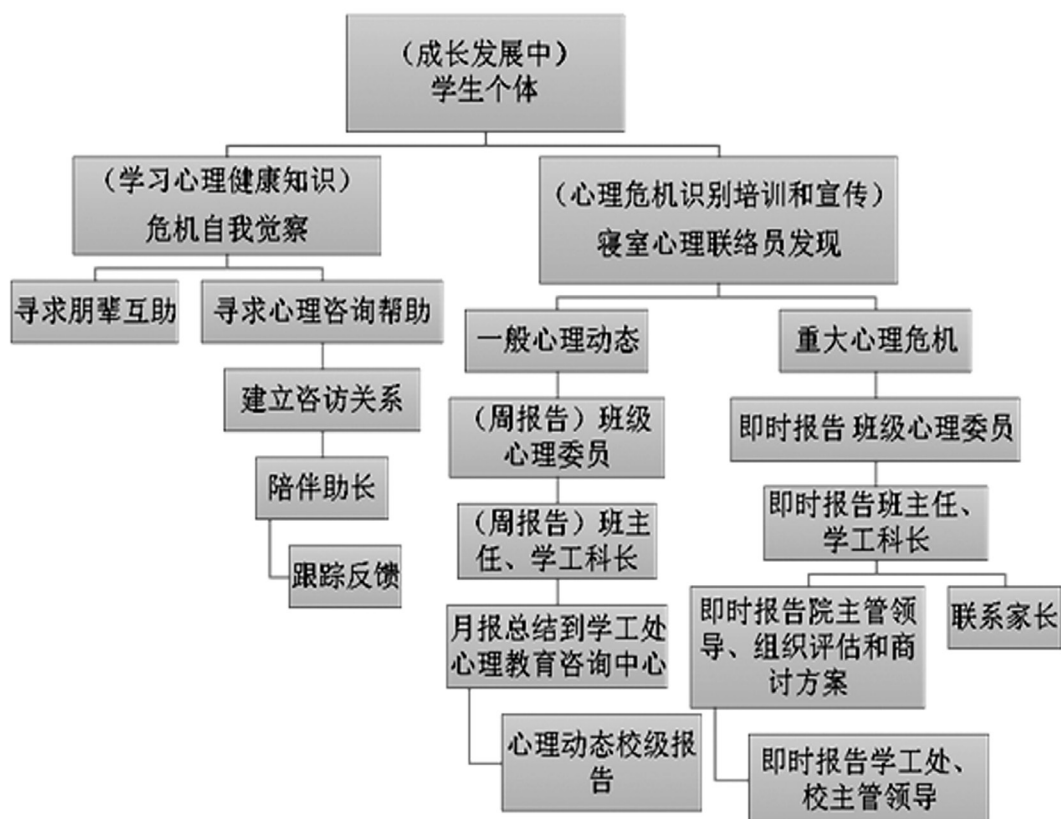 （成长发展中）
学生个体
（学习心理健康知识）
危机自我觉察
（心理危机识别培训和宣传）
寝室心理联络员发现
寻求朋辈互助
寻求心理咨询帮助
建立咨访关系
陪伴助长
跟踪反馈
一般心理动态
（周报告）班级
心理委员
（周报告）班主
任、学工科长
月报总结到学工处
心理教育咨询中心
心理动态校级报
告
重大心理危机
即时报告 班级心理委员
即时报告班主任、
学工科长
即时报告院主管领
导、组织评估和商
讨方案
联系家长
即时报告学工处、
校主管领导